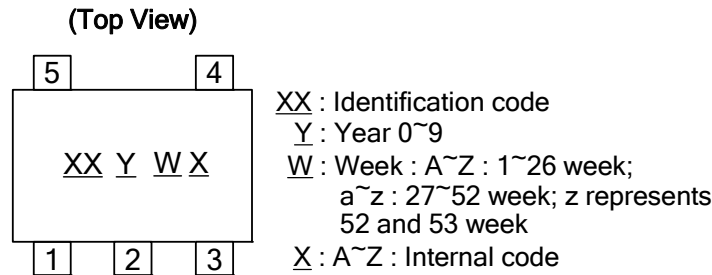 (Top View)
5 4
XX : Identification code
Y : Year 0~9
XX Y W X
W : Week : A~Z : 1~26 week;
a~z : 27~52 week; z represents
52 and 53 week
X : A~Z : Internal code
1 2 3